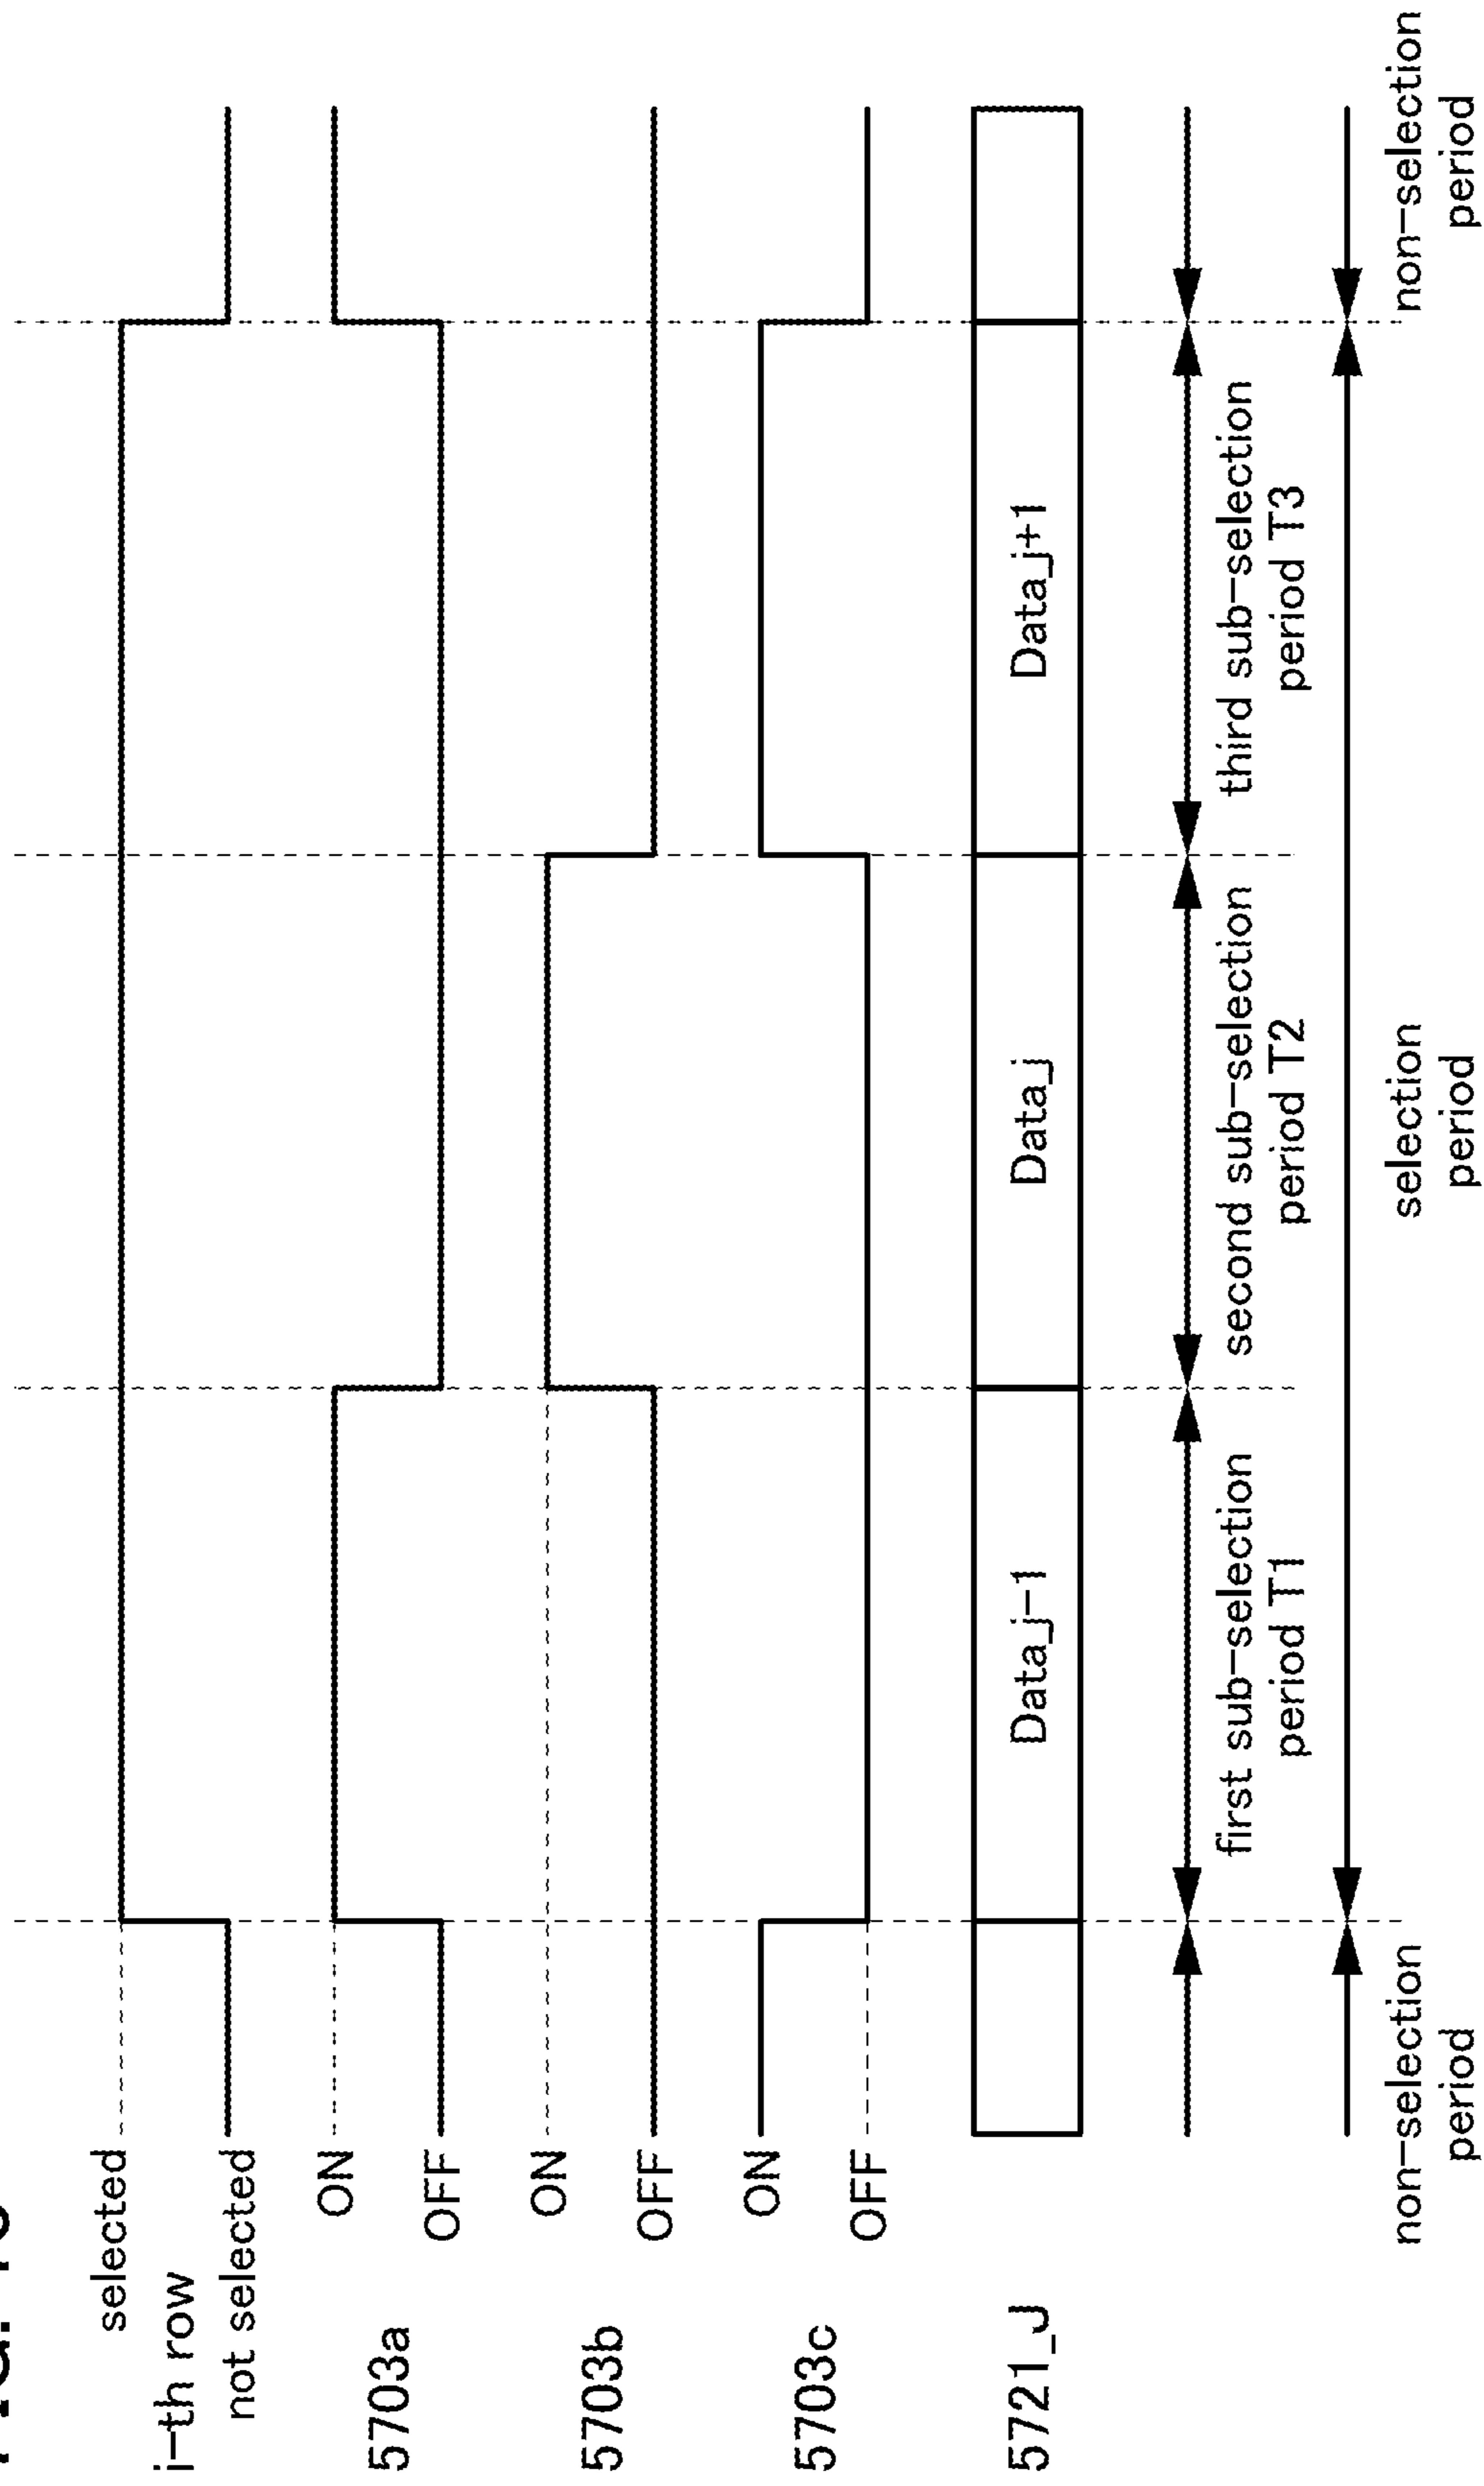 selected
i-th row
not selected
ON
5703a
OFF
ON
5703b
OFF
ON
5703c
OFF
5721_J
Data_j-1
Data_j
Data_j+1
first sub-selection
period T1
second sub-selection
period T2
third sub-selection
period T3
non-selection
period
selection
period
non-selection
period